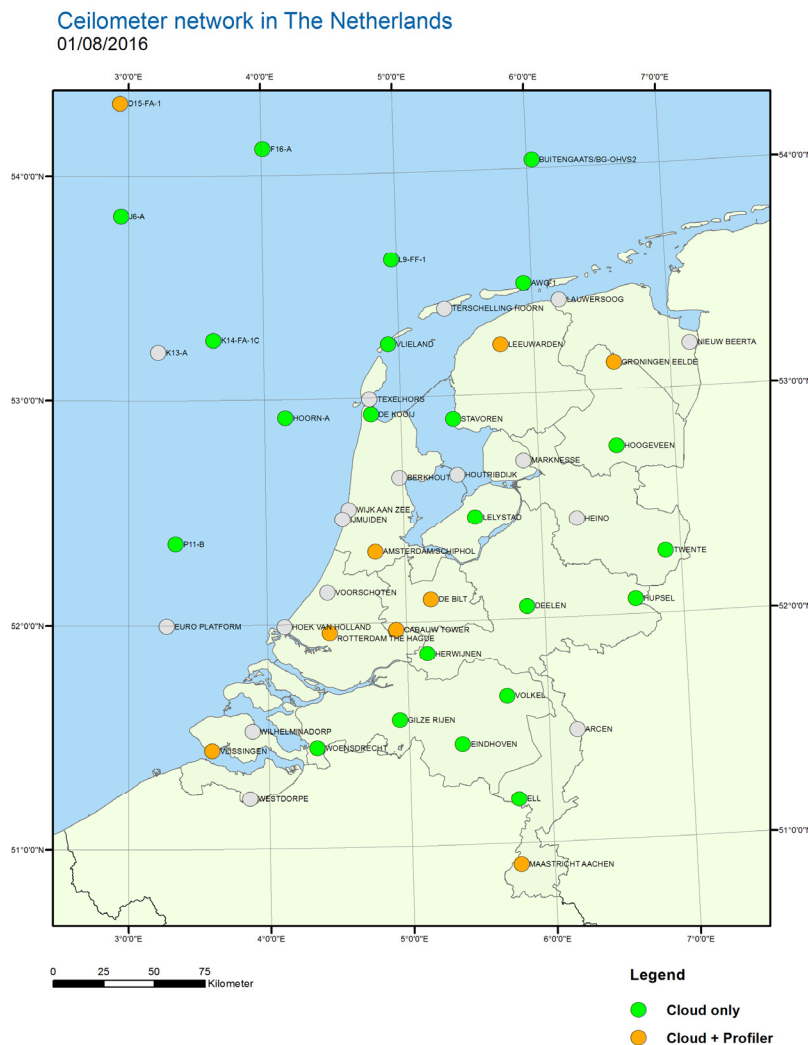 Ceilometer network in The Netherlands
01/08/2016
3°0'0"E 4°0'0"E 5°0'0"E 6°0'0"E 7°0'0"E
D15-FA-1
F16-A
BUITENGAATS/BG-OHVS2
54°0'0"N
54°0'0"N
J6-A
L9-FF-1
AWG-1
LAUWERSOOG
TERSCHELLING HOORN
K14-FA-1C
VLIELAND
LEEUWARDEN
NIEUW BEERTA
K13-A
GRONINGEN EELDE
53°0'0"N
53°0'0"N
TEXELHORS
DE KOOIJ
HOORN-A
STAVOREN
HOOGEVEEN
MARKNESSE
BERKHOUT
HOUTRIBDIJK
WIJK AAN ZEE
IJMUIDEN
LELYSTAD
HEINO
P11-B
AMSTERDAM/SCHIPHOL
TWENTE
VOORSCHOTEN
DE BILT
DEELEN
HUPSEL
52°0'0"N
52°0'0"N
EURO PLATFORM
HOEK VAN HOLLAND
CABAUW TOWER
ROTTERDAM THE HAGUE
HERWIJNEN
VOLKEL
GILZE RIJEN
ARCEN
WILHELMINADORP
VLISSINGEN
WOENSDRECHT
EINDHOVEN
WESTDORPE
ELL
51°0'0"N
51°0'0"N
MAASTRICHT AACHEN
3°0'0"E 4°0'0"E 5°0'0"E 6°0'0"E 7°0'0"E
0 25 50 75
Kilometer
Legend
Cloud only
Cloud + Profiler